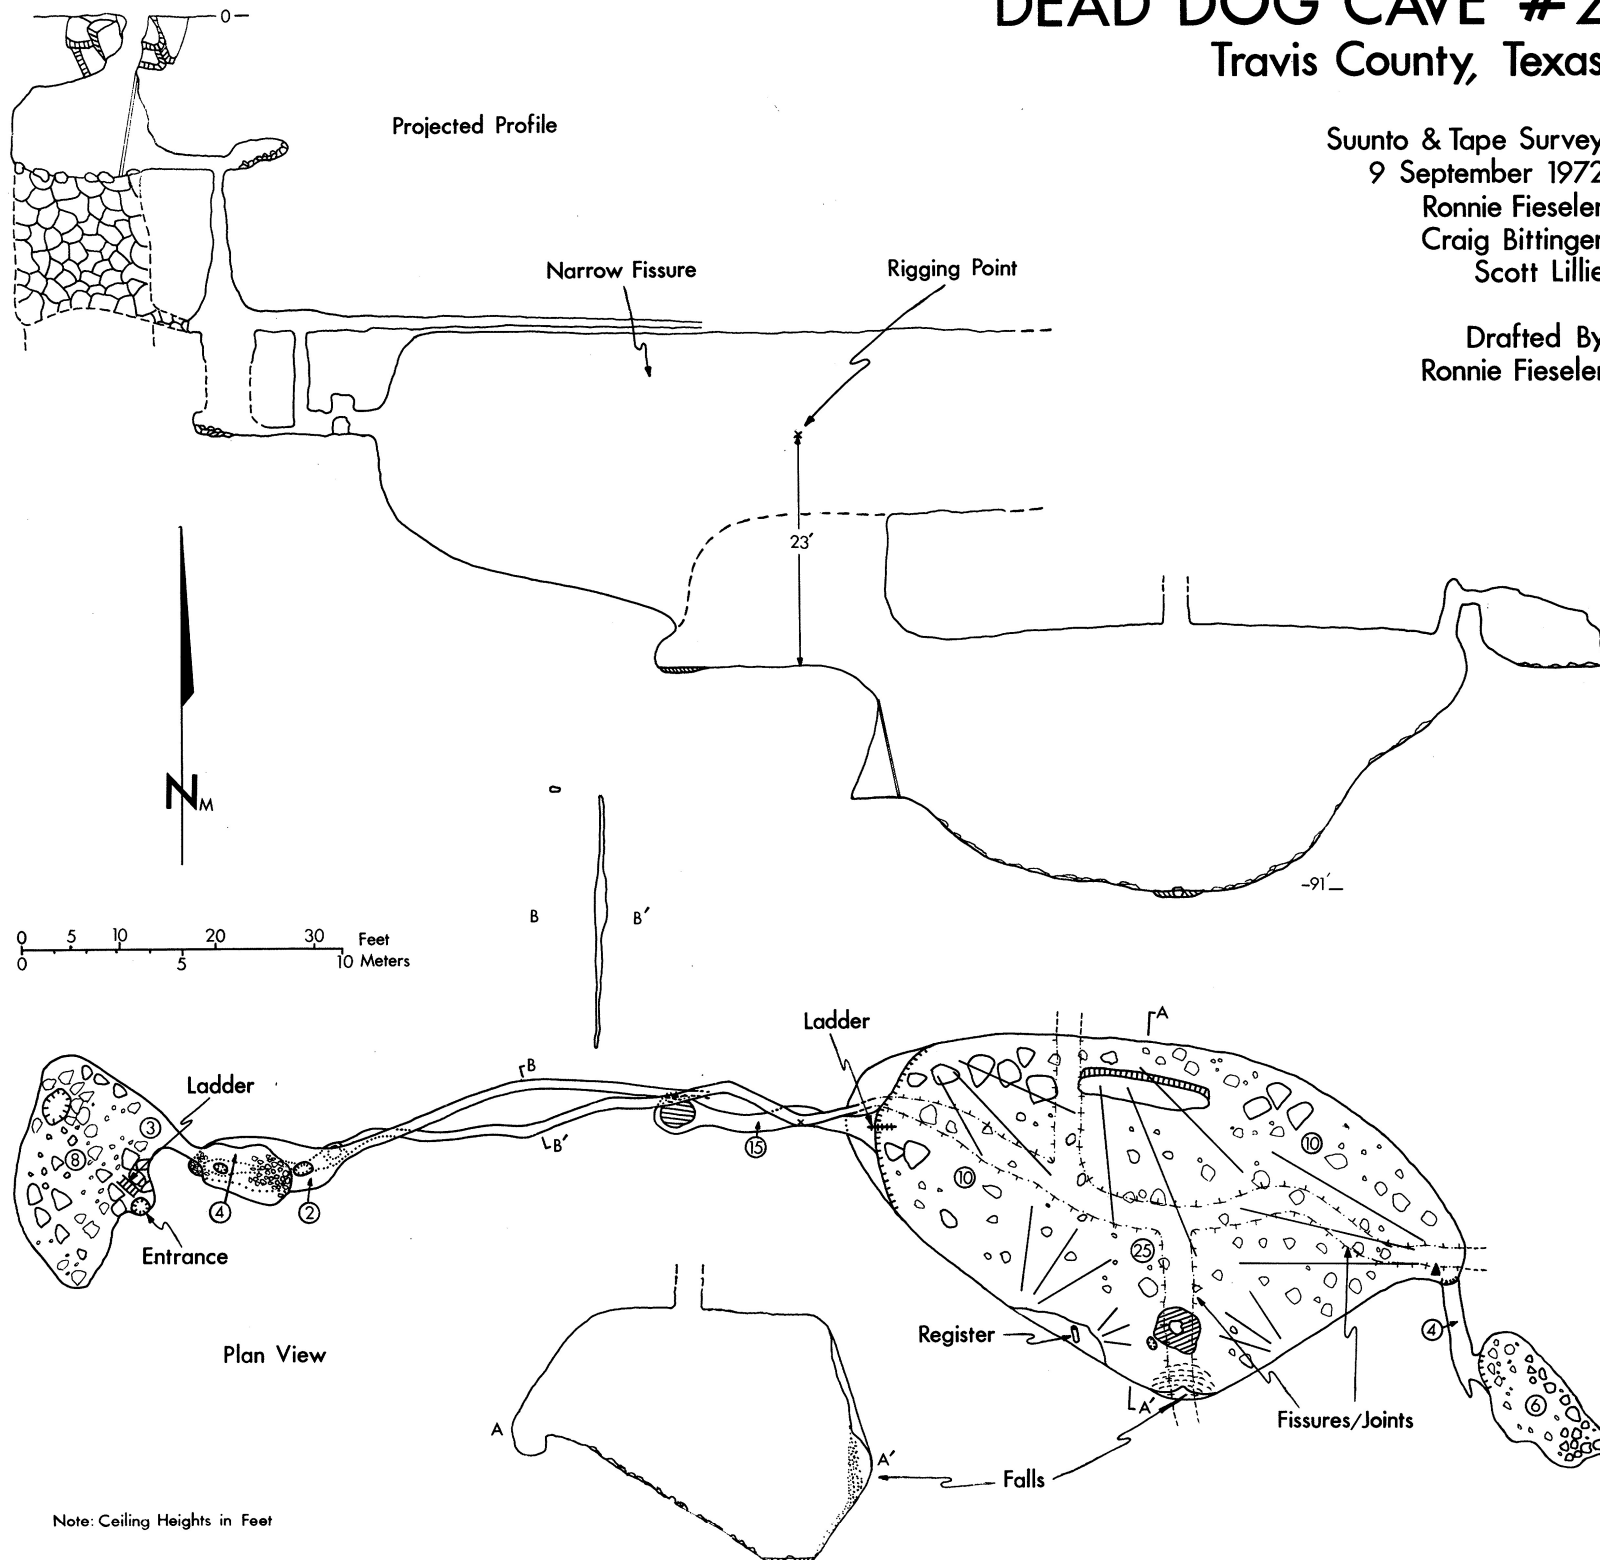 DEAD DOG CAVE #2
Travis County, Texas
Suunto & Tape Survey
9 September 1972
Ronnie Fieseler
Craig Bittinger
Scott Lillie
Drafted By
Ronnie Fieseler
0
Projected Profile
Narrow Fissure
Rigging Point
23'
-91'
N M
B B'
0 5 10 20 30 Feet
0 5 10 Meters
Ladder
A
B
Ladder
3
8
B'
15
10
10
4
2
Entrance
25
Register
4
Plan View
A'
Fissures/Joints
6
A
A'
Falls
Note: Ceiling Heights in Feet